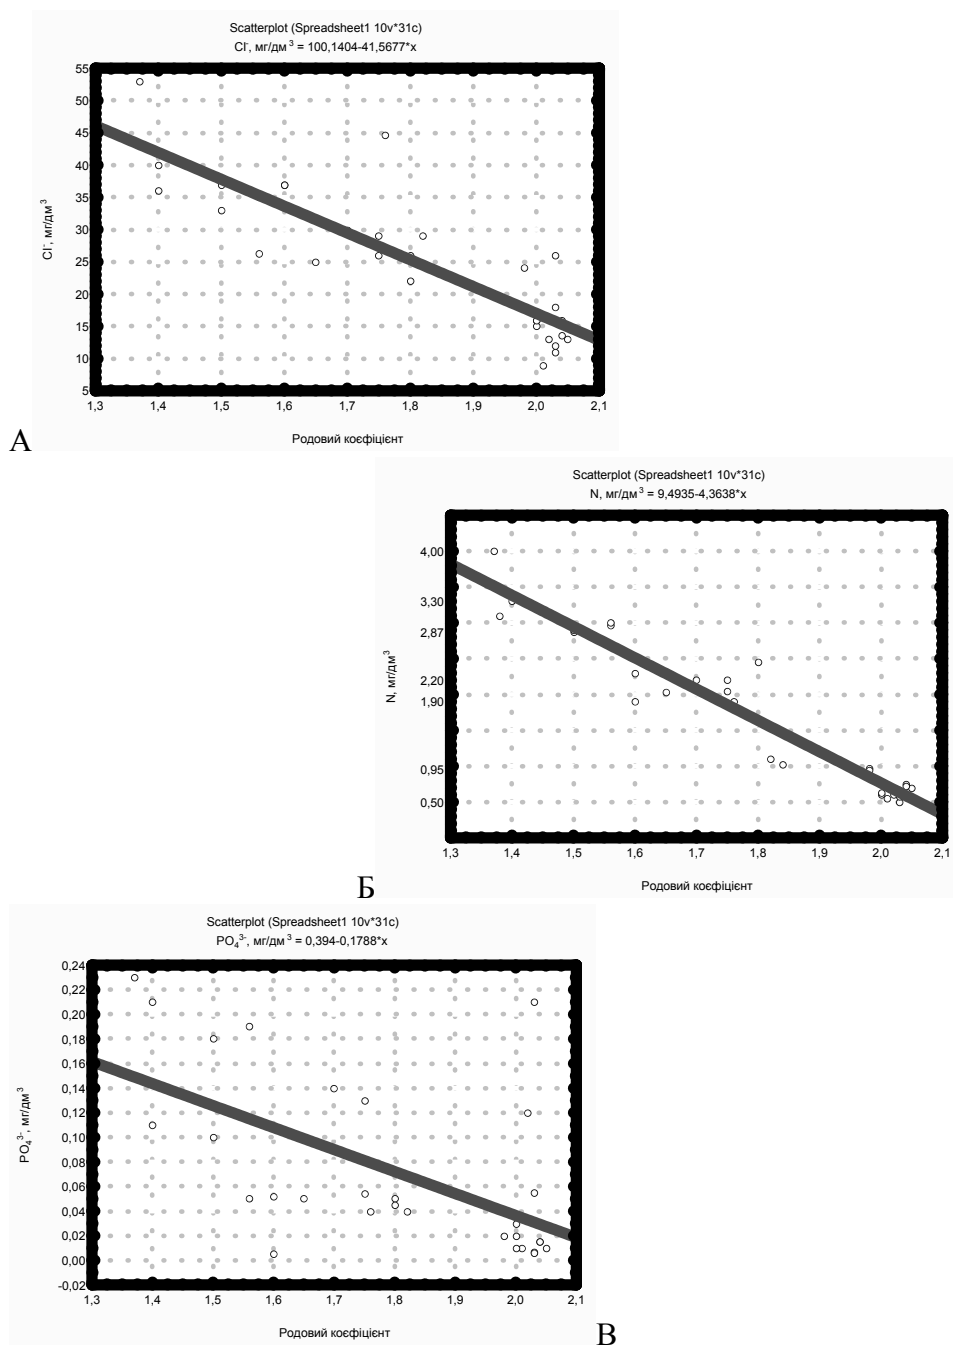 Scatterplot (Spreadsheet1 10v*31c)
Cl⁻, мг/дм³ = 100,1404-41,5677*x
55
50
45
40
35
30
25
20
15
10
5
Cl⁻, мг/дм³
1,3 1,4 1,5 1,6 1,7 1,8 1,9 2,0 2,1
Родовий коєфіцієнт
А
Scatterplot (Spreadsheet1 10v*31c)
N, мг/дм³ = 9,4935-4,3638*x
4,00
3,30
2,87
2,20
1,90
0,95
0,50
N, мг/дм³
1,3 1,4 1,5 1,6 1,7 1,8 1,9 2,0 2,1
Родовий коєфіцієнт
Б
Scatterplot (Spreadsheet1 10v*31c)
PO₄³⁻, мг/дм³ = 0,394-0,1788*x
0,24
0,22
0,20
0,18
0,16
0,14
0,12
0,10
0,08
0,06
0,04
0,02
0,00
-0,02
PO₄³⁻, мг/дм³
1,3 1,4 1,5 1,6 1,7 1,8 1,9 2,0 2,1
Родовий коєфіцієнт
В